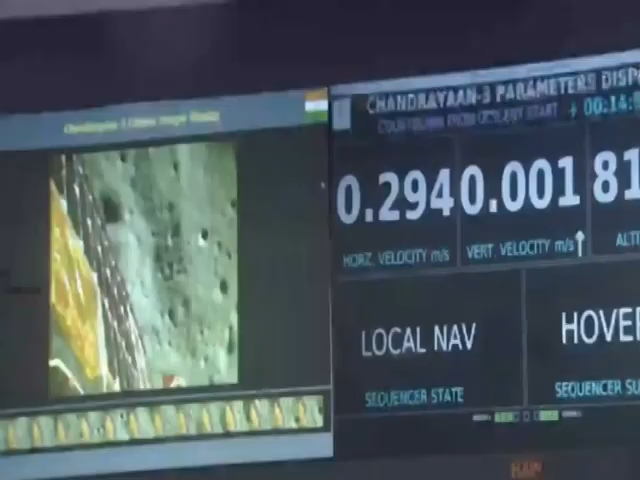 CHANDRAYAAN-3 PARAMETERS DISP
+ 00:14:
0.294
HORZ. VELOCITY m/s
0.001
VERT. VELOCITY m/s
81
ALTI
LOCAL NAV
SEQUENCER STATE
HOVE
SEQUENCER SU